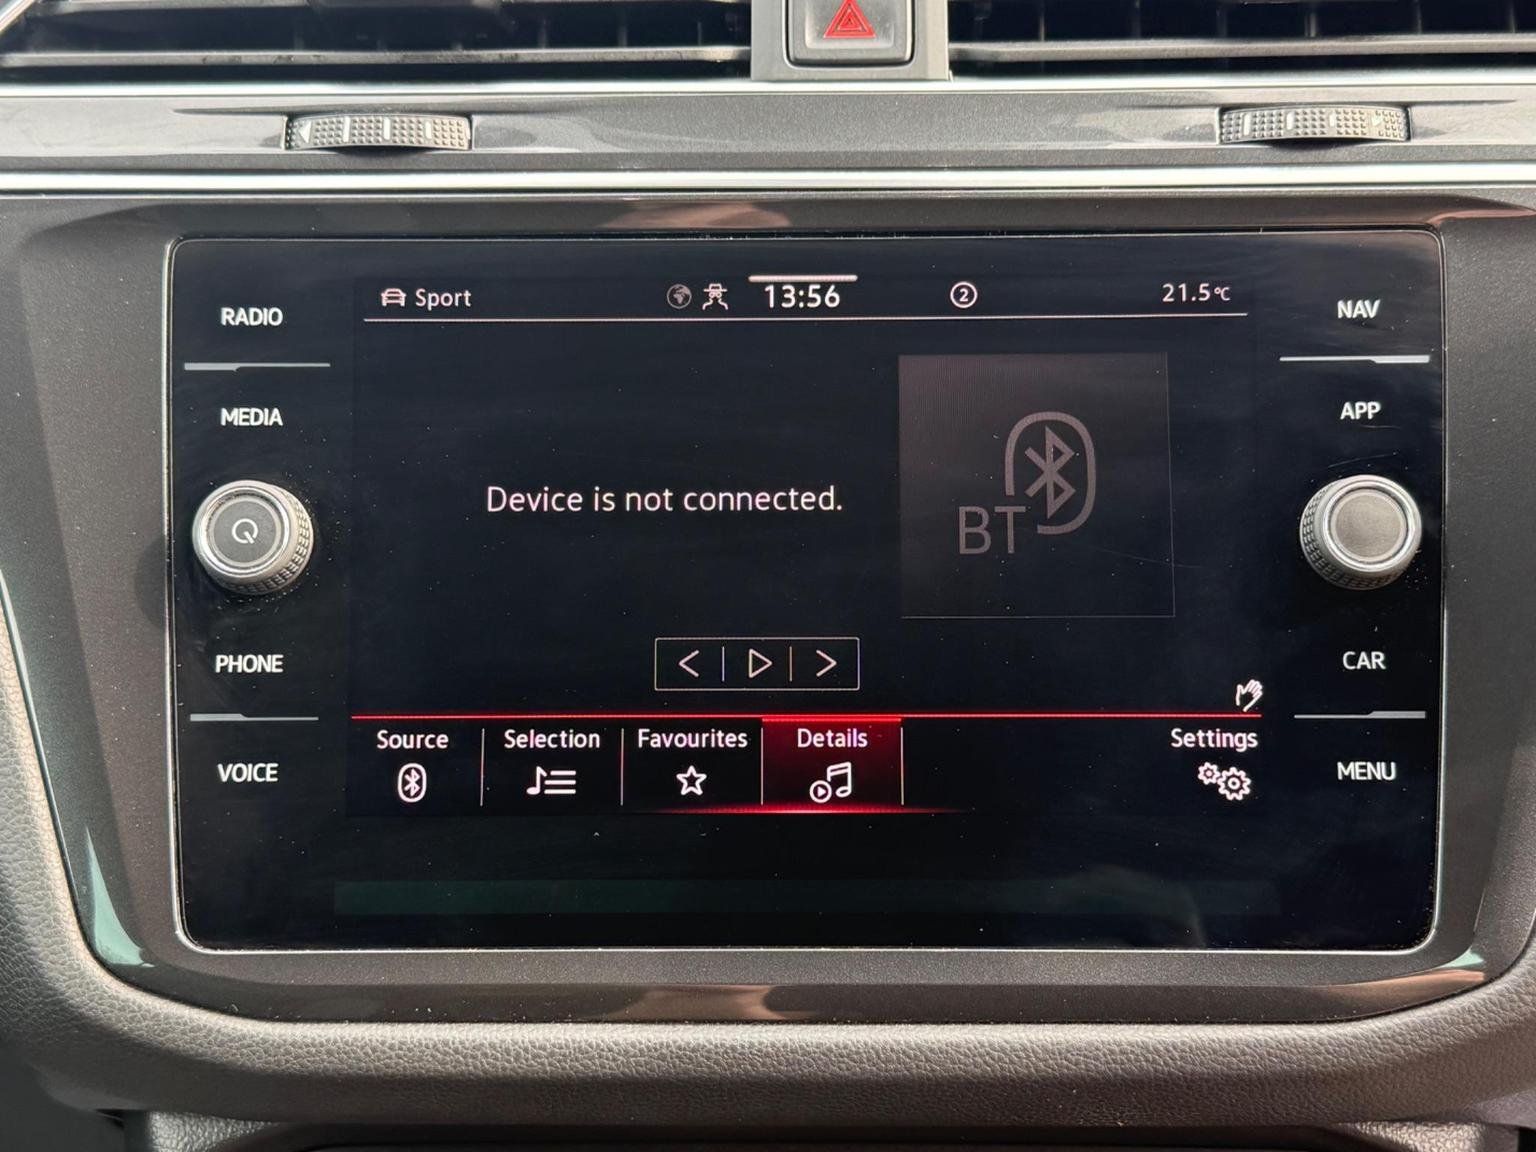 Sport 13:56 2 21.5°C
RADIO
MEDIA
PHONE
VOICE
Device is not connected.
BT
Source Selection Favourites Details Settings
NAV
APP
CAR
MENU